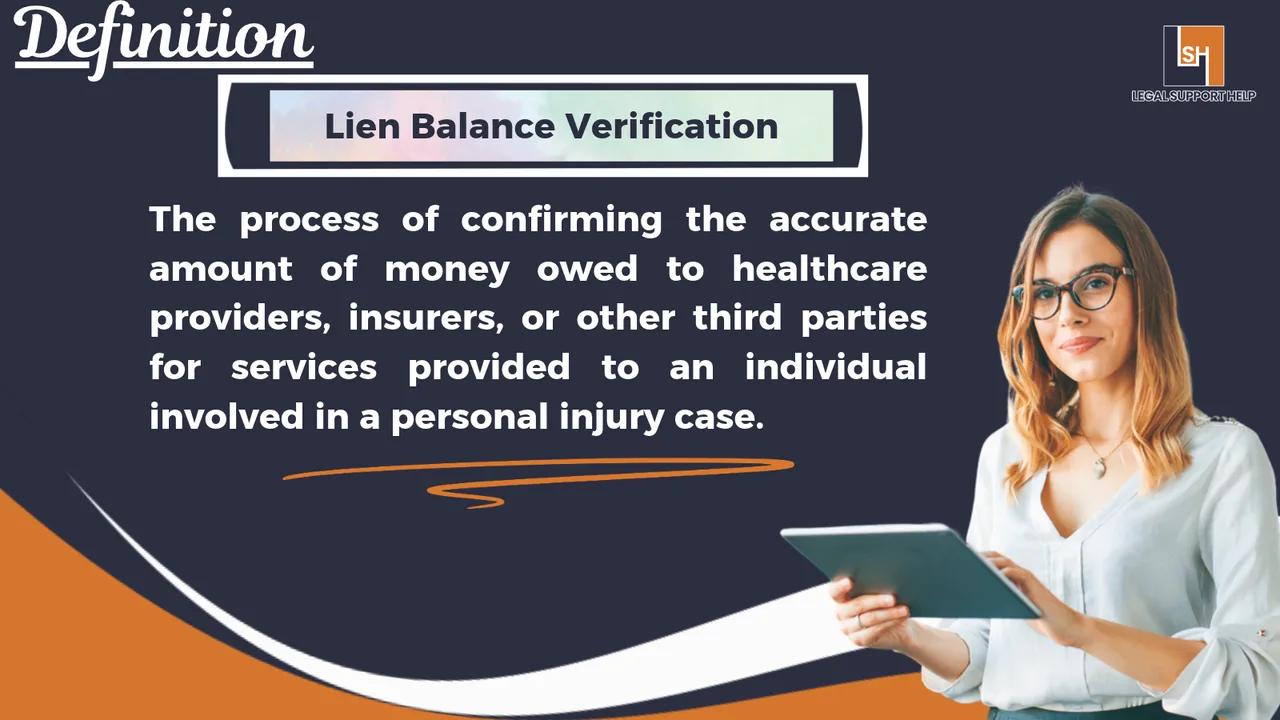 Definition
LSH
LEGAL SUPPORT HELP
Lien Balance Verification
The process of confirming the accurate
amount of money owed to healthcare
providers, insurers, or other third parties
for services provided to an individual
involved in a personal injury case.